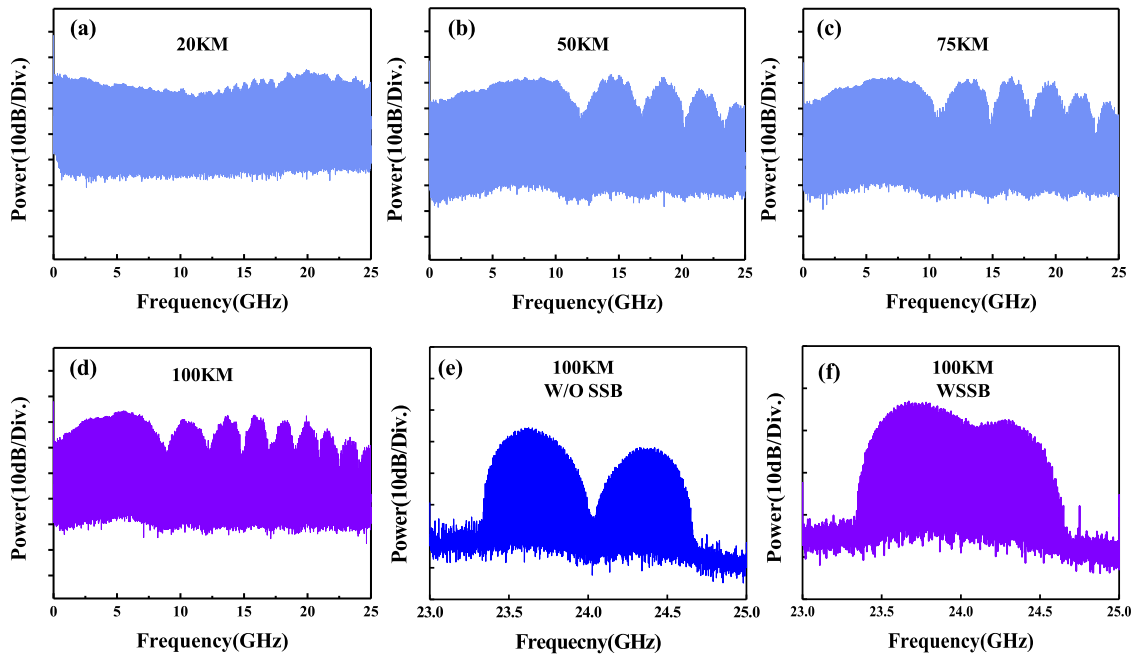 (a)
20KM
Power(10dB/Div.)
0 5 10 15 20 25
Frequency(GHz)
(b)
50KM
Power(10dB/Div.)
0 5 10 15 20 25
Frequency(GHz)
(c)
75KM
Power(10dB/Div.)
0 5 10 15 20 25
Frequency(GHz)
(d)
100KM
Power(10dB/Div.)
0 5 10 15 20 25
Frequency(GHz)
(e)
100KM
W/O SSB
Power(10dB/Div.)
23.0 23.5 24.0 24.5 25.0
Frequecny(GHz)
(f)
100KM
WSSB
Power(10dB/Div.)
23.0 23.5 24.0 24.5 25.0
Frequency(GHz)